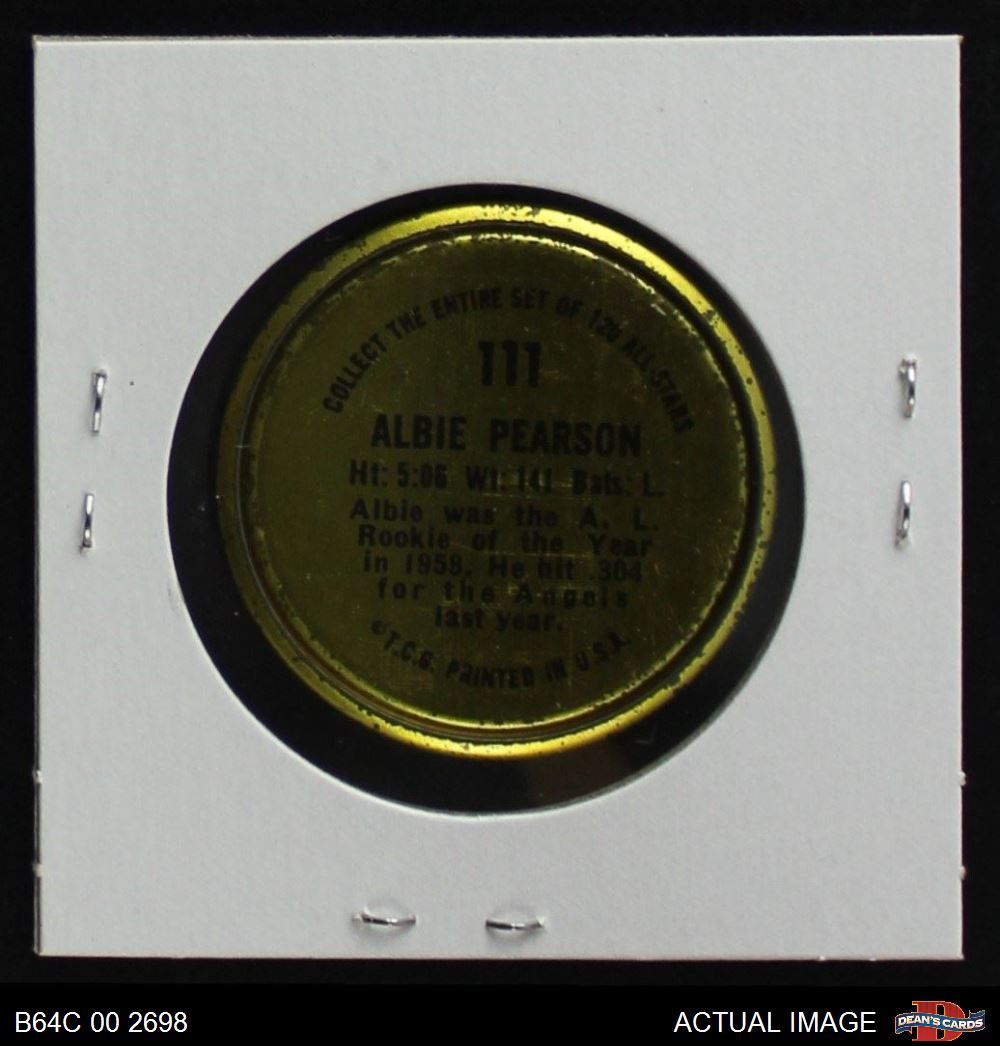 COLLECT THE ENTIRE SET OF 120 ALL-STARS
111
ALBIE PEARSON
Ht: 5:06 Wt: 141 Bats: L.
Albie was the A. L.
Rookie of the Year
in 1958. He hit .304
for the Angels
last year.
©T.C.G. PRINTED IN U.S.A.
B64C 00 2698
ACTUAL IMAGE
DEAN'S CARDS